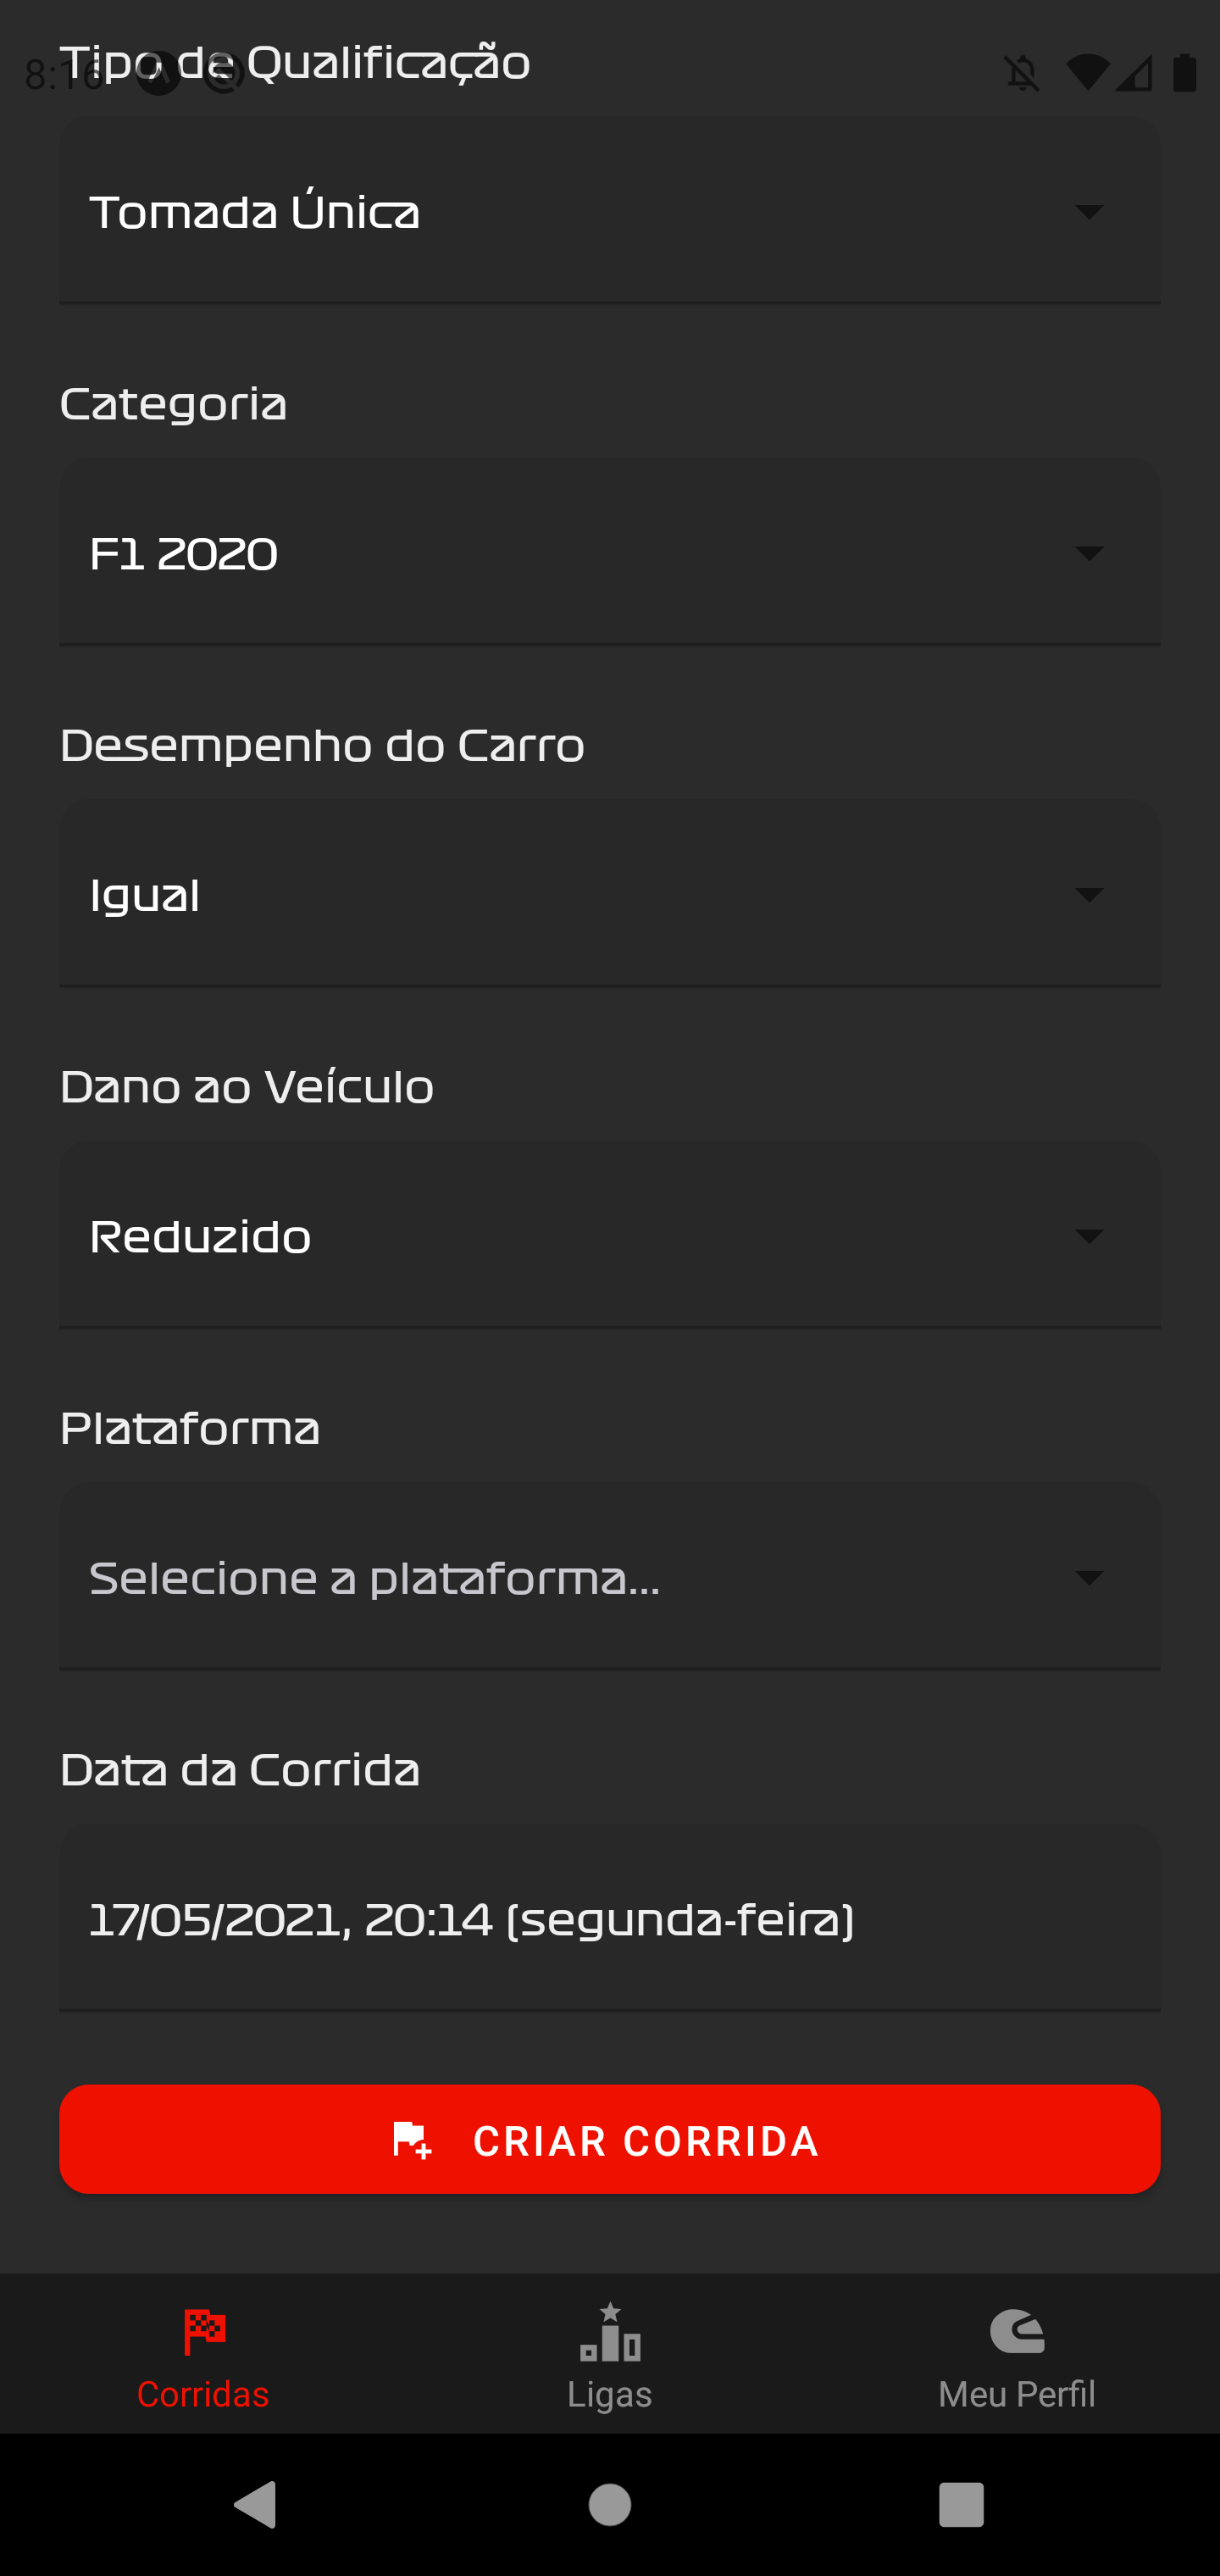 Tipo de Qualificação
8:16
Tomada Única
Categoria
F1 2020
Desempenho do Carro
Igual
Dano ao Veículo
Reduzido
Plataforma
Selecione a plataforma...
Data da Corrida
17/05/2021, 20:14 (segunda-feira)
CRIAR CORRIDA
Corridas
Ligas
Meu Perfil